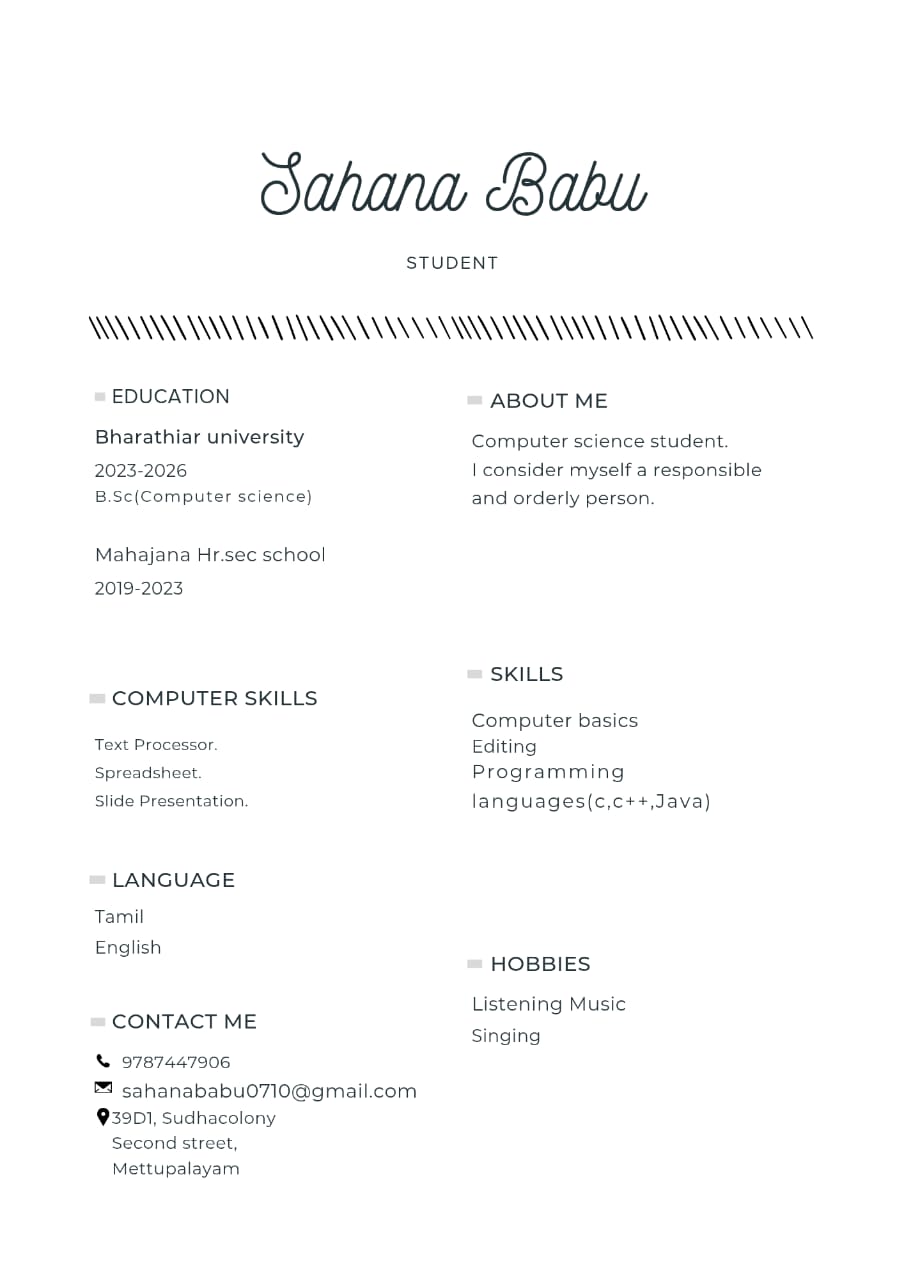 Sahana Babu
STUDENT
EDUCATION
Bharathiar university
2023-2026
B.Sc(Computer science)
Mahajana Hr.sec school
2019-2023
COMPUTER SKILLS
Text Processor.
Spreadsheet.
Slide Presentation.
LANGUAGE
Tamil
English
CONTACT ME
9787447906
sahanababu0710@gmail.com
39D1, Sudhacolony
Second street,
Mettupalayam
ABOUT ME
Computer science student.
I consider myself a responsible
and orderly person.
SKILLS
Computer basics
Editing
Programming
languages(c,c++,Java)
HOBBIES
Listening Music
Singing